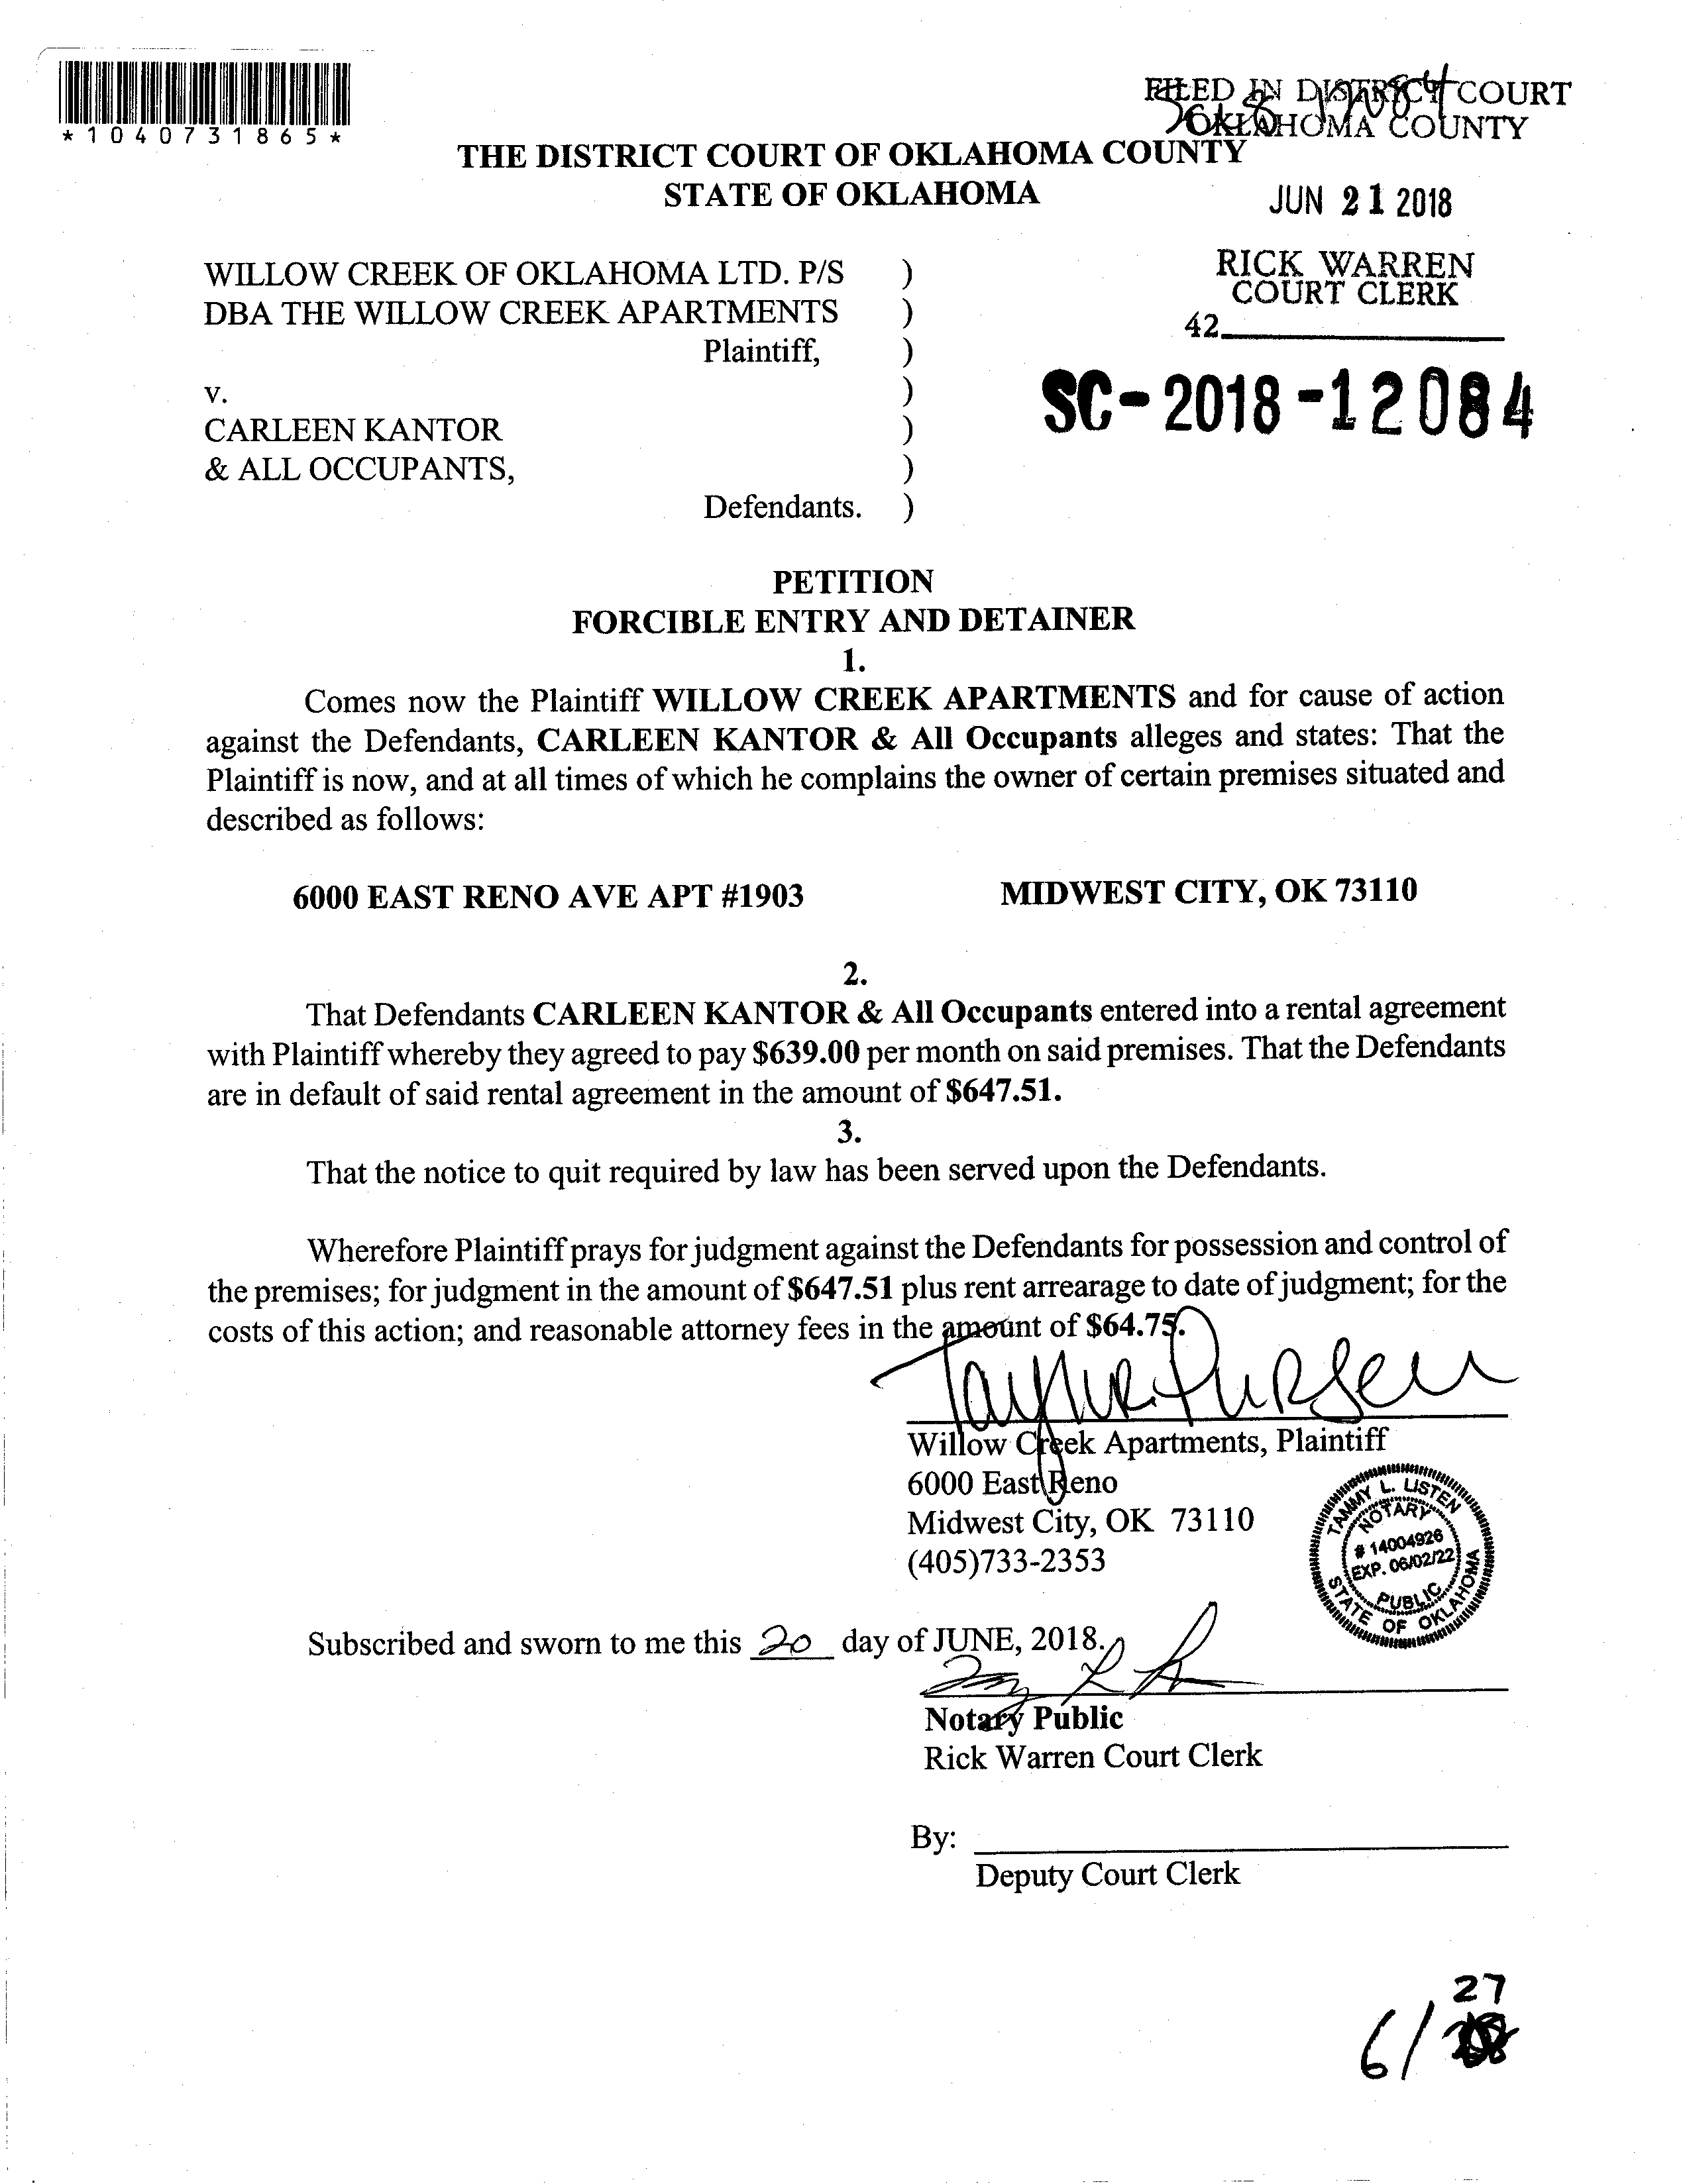 *1040731865*
FILED IN DISTRICT COURT
OKLAHOMA COUNTY
THE DISTRICT COURT OF OKLAHOMA COUNTY
STATE OF OKLAHOMA
JUN 21 2018
RICK WARREN
COURT CLERK
42
SC-2018-12084
WILLOW CREEK OF OKLAHOMA LTD. P/S )
DBA THE WILLOW CREEK APARTMENTS )
Plaintiff, )
v. )
CARLEEN KANTOR )
& ALL OCCUPANTS, )
Defendants. )
PETITION
FORCIBLE ENTRY AND DETAINER
1.
Comes now the Plaintiff WILLOW CREEK APARTMENTS and for cause of action
against the Defendants, CARLEEN KANTOR & All Occupants alleges and states: That the
Plaintiff is now, and at all times of which he complains the owner of certain premises situated and
described as follows:
6000 EAST RENO AVE APT #1903 MIDWEST CITY, OK 73110
2.
That Defendants CARLEEN KANTOR & All Occupants entered into a rental agreement
with Plaintiff whereby they agreed to pay $639.00 per month on said premises. That the Defendants
are in default of said rental agreement in the amount of $647.51.
3.
That the notice to quit required by law has been served upon the Defendants.
Wherefore Plaintiff prays for judgment against the Defendants for possession and control of
the premises; for judgment in the amount of $647.51 plus rent arrearage to date of judgment; for the
costs of this action; and reasonable attorney fees in the amount of $64.75.
Willow Creek Apartments, Plaintiff
6000 East Reno
Midwest City, OK 73110
(405)733-2353
TAMMY L. LISTEN
NOTARY
# 14004926
EXP. 06/02/22
PUBLIC
STATE OF OKLAHOMA
Subscribed and sworn to me this 20 day of JUNE, 2018.
Notary Public
Rick Warren Court Clerk
By:
Deputy Court Clerk
27
6/